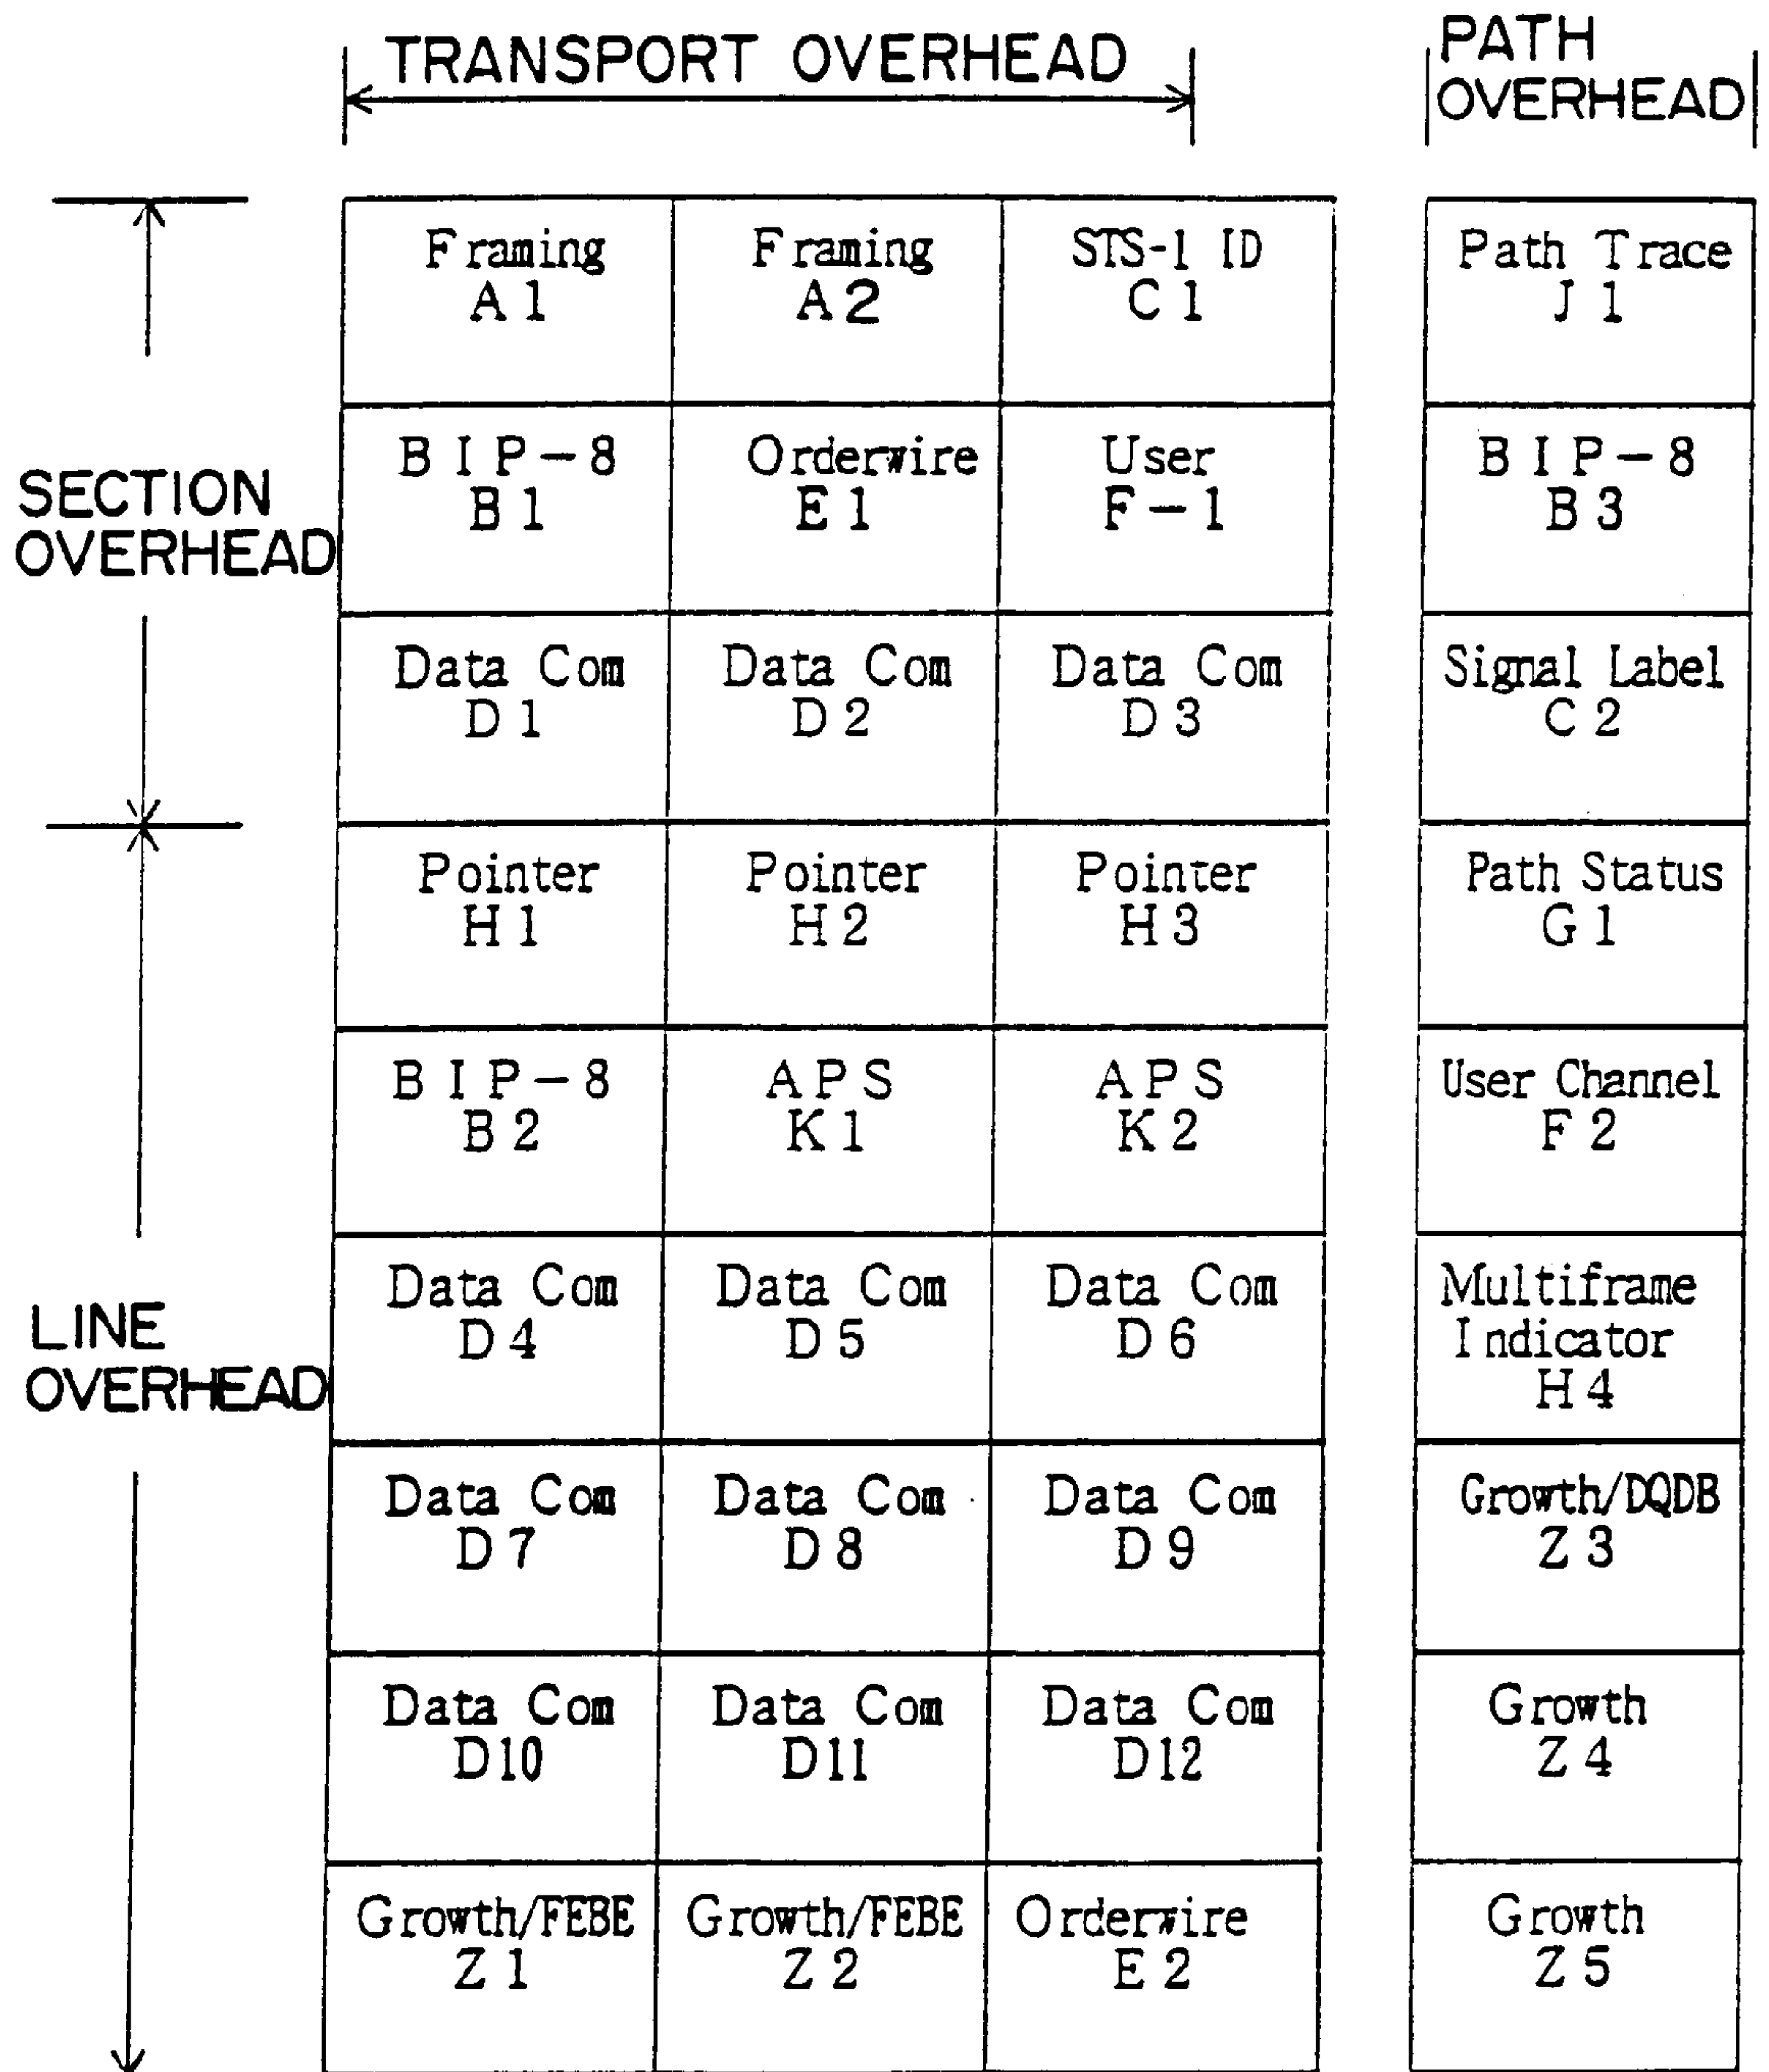 TRANSPORT OVERHEAD
PATH
OVERHEAD
Framing
A1
Framing
A2
STS-1 ID
C1
Path Trace
J1
SECTION
OVERHEAD
BIP-8
B1
Orderwire
E1
User
F-1
BIP-8
B3
Data Com
D1
Data Com
D2
Data Com
D3
Signal Label
C2
Pointer
H1
Pointer
H2
Pointer
H3
Path Status
G1
BIP-8
B2
APS
K1
APS
K2
User Channel
F2
LINE
OVERHEAD
Data Com
D4
Data Com
D5
Data Com
D6
Multiframe
Indicator
H4
Data Com
D7
Data Com
D8
Data Com
D9
Growth/DQDB
Z3
Data Com
D10
Data Com
D11
Data Com
D12
Growth
Z4
Growth/FEBE
Z1
Growth/FEBE
Z2
Orderwire
E2
Growth
Z5